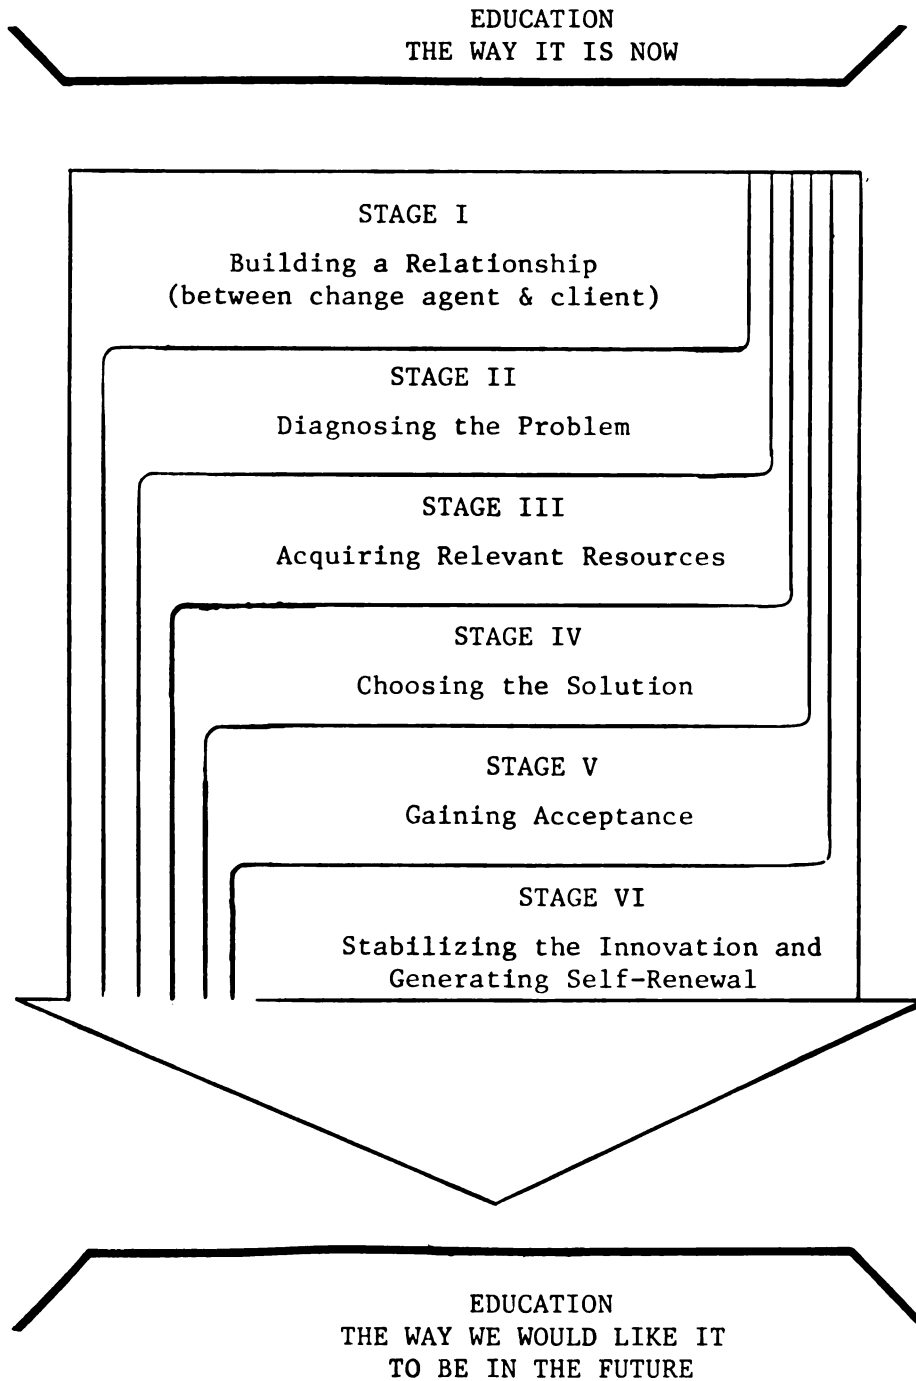 EDUCATION
THE WAY IT IS NOW
STAGE I
Building a Relationship
(between change agent & client)
STAGE II
Diagnosing the Problem
STAGE III
Acquiring Relevant Resources
STAGE IV
Choosing the Solution
STAGE V
Gaining Acceptance
STAGE VI
Stabilizing the Innovation and
Generating Self-Renewal
EDUCATION
THE WAY WE WOULD LIKE IT
TO BE IN THE FUTURE